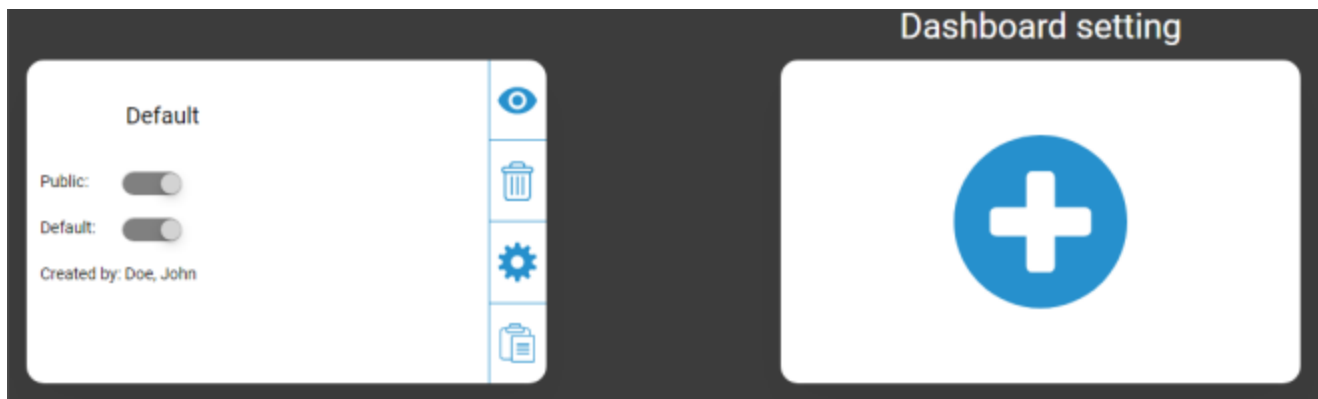 Dashboard setting
Default
Public:
Default:
Created by: Doe, John